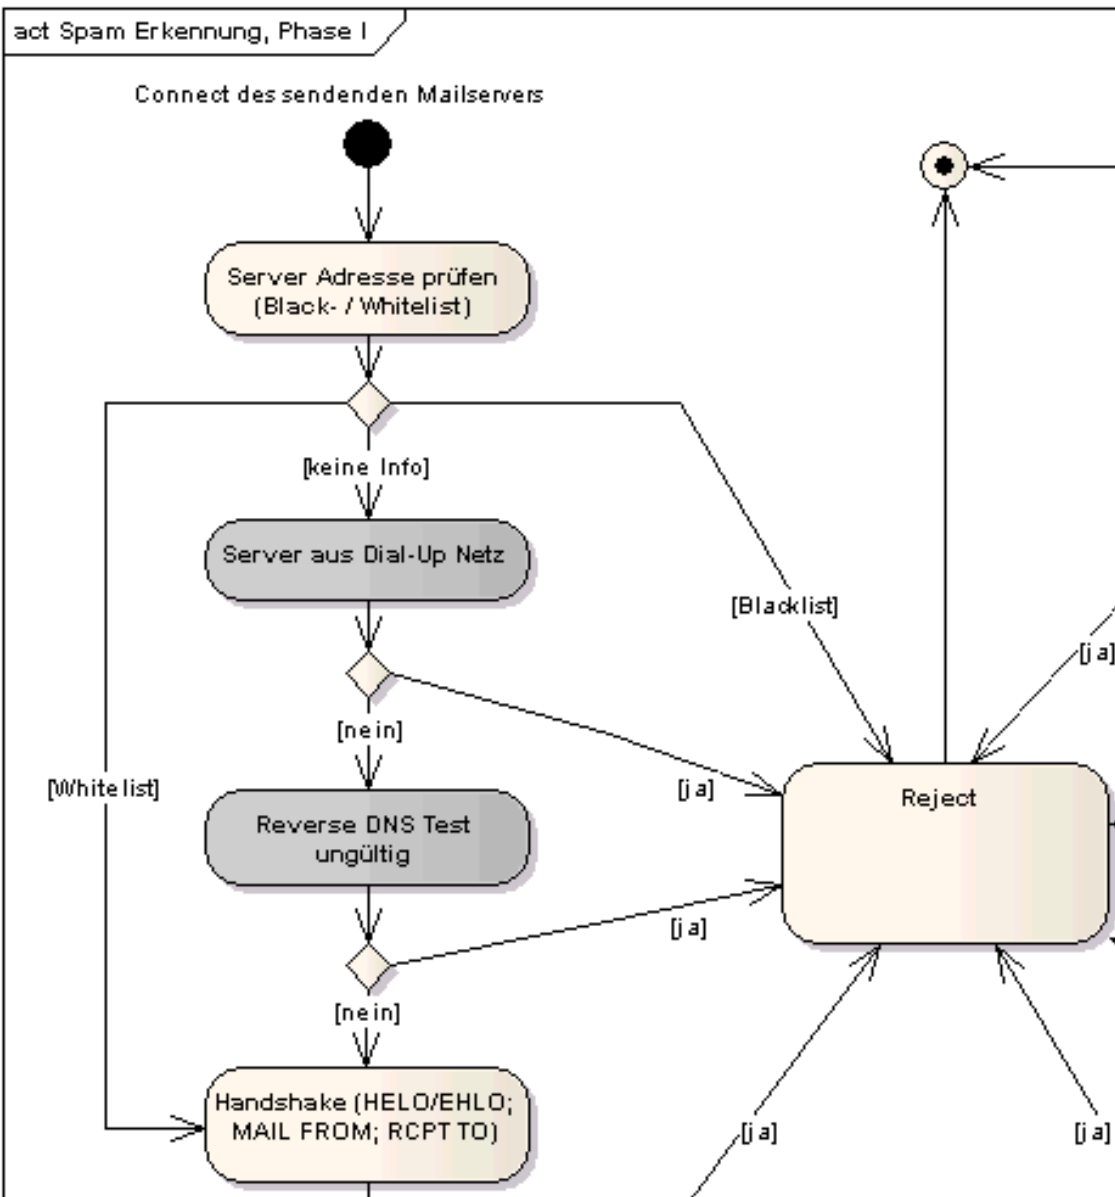 act Spam Erkennung, Phase I
Connect des sendenden Mailservers
Server Adresse prüfen
(Black- / Whitelist)
[keine Info]
Server aus Dial-Up Netz
[Blacklist]
[ja]
[nein]
[Whitelist]
[ja]
Reject
Reverse DNS Test
ungültig
[ja]
[nein]
Handshake (HELO/EHLO;
MAIL FROM; RCPT TO)
[ja]
[ja]